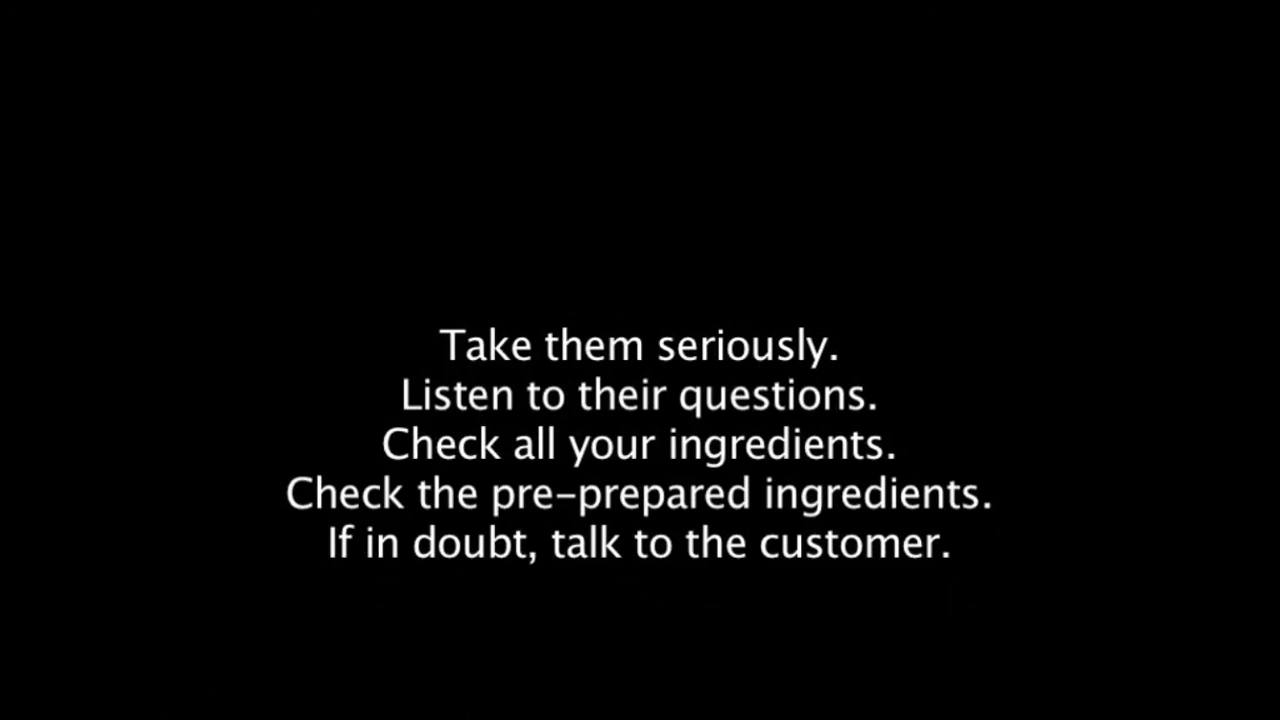 Take them seriously.
Listen to their questions.
Check all your ingredients.
Check the pre-prepared ingredients.
If in doubt, talk to the customer.